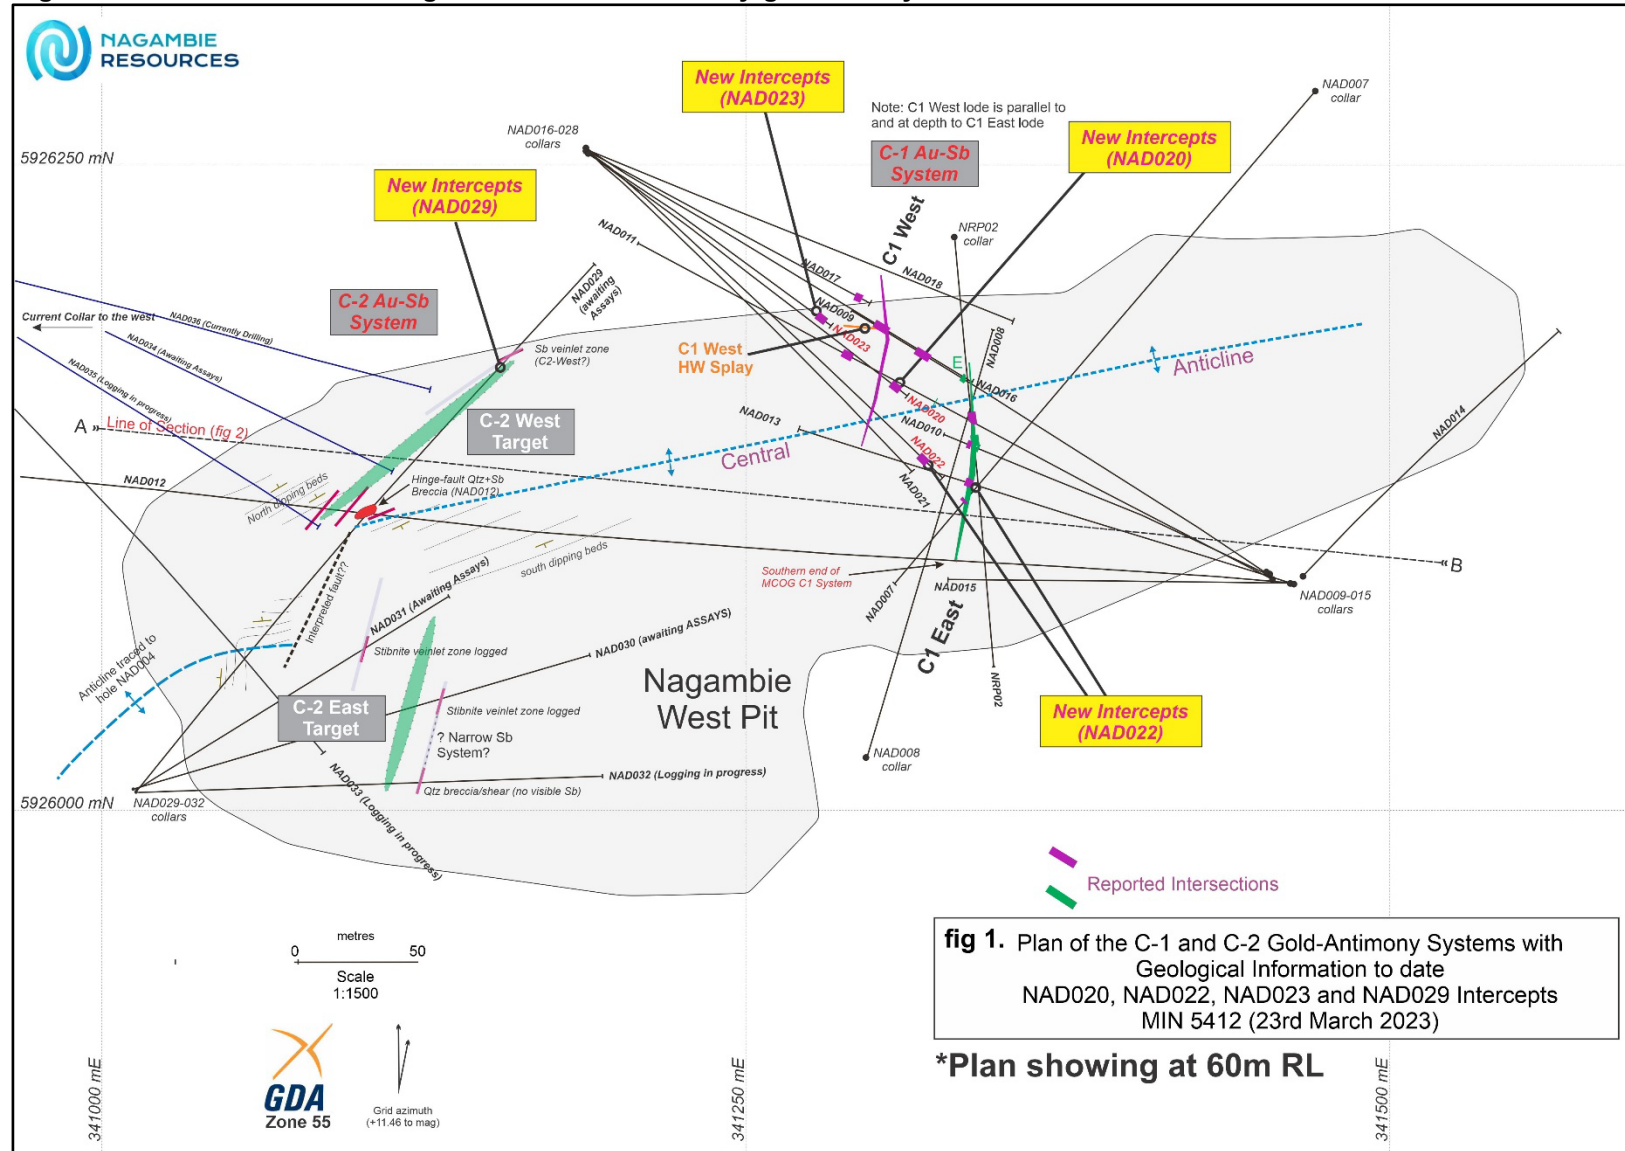 NAGAMBIE
RESOURCES
New Intercepts
(NAD023)
Note: C1 West lode is parallel to
and at depth to C1 East lode
NAD007
collar
NAD016-028
collars
5926250 mN
C-1 Au-Sb
System
New Intercepts
(NAD020)
New Intercepts
(NAD029)
C1 West
NRP02
collar
NAD011
NAD017
NAD018
NAD029
(awaiting
Assays)
C-2 Au-Sb
System
Current Collar to the west
NAD036 (Currently Drilling)
NAD034 (Awaiting Assays)
NAD035 (Logging in progress)
NAD009
NAD023
NAD008
Sb veinlet zone
(C2-West?)
C1 West
HW Splay
E
Anticline
NAD016
NAD020
NAD014
A
Line of Section (fig 2)
C-2 West
Target
NAD013
NAD010
Central
NAD022
NAD012
North dipping beds
Hinge-fault Qtz+Sb
Breccia (NAD012)
NAD021
south dipping beds
B
Southern end of
MCOG C1 System
NAD007
NAD015
NAD009-015
collars
Interpreted fault??
NAD031 (Awaiting Assays)
NAD030 (awaiting ASSAYS)
Stibnite veinlet zone logged
C1 East
Anticline traced to
hole NAD004
Nagambie
West Pit
NRP02
C-2 East
Target
Stibnite veinlet zone logged
? Narrow Sb
System?
New Intercepts
(NAD022)
NAD008
collar
NAD032 (Logging in progress)
Qtz breccia/shear (no visible Sb)
NAD033 (Logging in progress)
5926000 mN
NAD029-032
collars
Reported Intersections
metres
0 50
Scale
1:1500
fig 1. Plan of the C-1 and C-2 Gold-Antimony Systems with
Geological Information to date
NAD020, NAD022, NAD023 and NAD029 Intercepts
MIN 5412 (23rd March 2023)
*Plan showing at 60m RL
GDA
Zone 55
Grid azimuth
(+11.46 to mag)
341000 mE
341250 mE
341500 mE